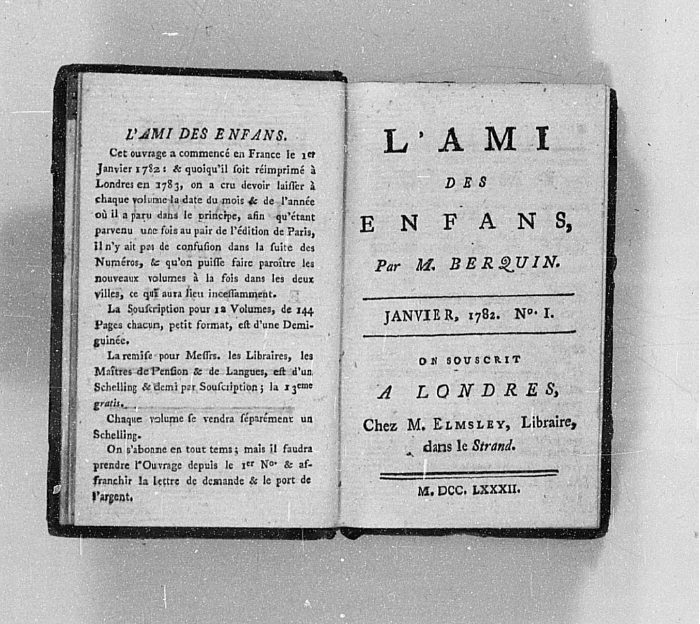 L'AMI DES ENFANS.
Cet ouvrage a commencé en France le 1er
Janvier 1782: & quoiqu'il ſoit réimprimé à
Londres en 1783, on a cru devoir laiſſer à
chaque volume la date du mois & de l'année
où il a paru dans le principe, afin qu'étant
parvenu une fois au pair de l'édition de Paris,
il n'y ait pas de confuſion dans la ſuite des
Numéros, & qu'on puiſſe faire paroître les
nouveaux volumes à la fois dans les deux
villes, ce qui aura lieu inceſſamment.
La Souſcription pour 12 Volumes, de 144
Pages chacun, petit format, eſt d'une Demi-
guinée.
La remiſe pour Meſſrs. les Libraires, les
Maîtres de Penſion & de Langues, eſt d'un
Schelling & demi par Souſcription; la 13eme
gratis.
Chaque volume ſe vendra ſéparément un
Schelling.
On s'abonne en tout tems; mais il faudra
prendre l'Ouvrage depuis le 1er No. & af-
franchir la lettre de demande & le port de
l'argent.
L'AMI
DES
ENFANS,
Par M. BERQUIN.
JANVIER, 1782. No. I.
ON SOUSCRIT
A LONDRES,
Chez M. ELMSLEY, Libraire,
dans le Strand.
M. DCC. LXXXII.